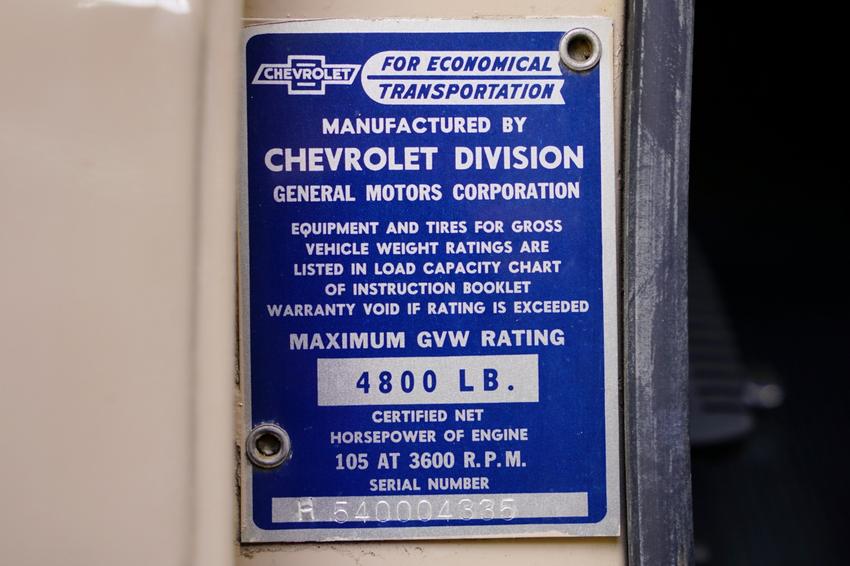 CHEVROLET
FOR ECONOMICAL
TRANSPORTATION
MANUFACTURED BY
CHEVROLET DIVISION
GENERAL MOTORS CORPORATION
EQUIPMENT AND TIRES FOR GROSS
VEHICLE WEIGHT RATINGS ARE
LISTED IN LOAD CAPACITY CHART
OF INSTRUCTION BOOKLET
WARRANTY VOID IF RATING IS EXCEEDED
MAXIMUM GVW RATING
4800 LB.
CERTIFIED NET
HORSEPOWER OF ENGINE
105 AT 3600 R.P.M.
SERIAL NUMBER
H 540004335